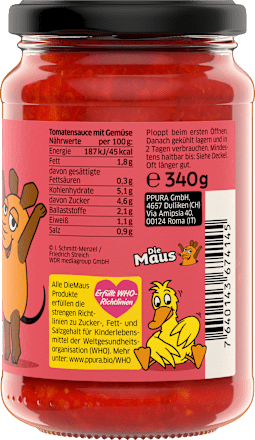 Tomatensauce mit Gemüse
Nährwerte per 100g:
Energie 187 kJ/45 kcal
Fett 1,8g
davon gesättigte
Fettsäuren 0,3g
Kohlenhydrate 5,1g
davon Zucker 4,6g
Ballaststoffe 2,1g
Eiweiß 1,1g
Salz 0,9g
© I. Schmitt-Menzel /
Friedrich Streich
WDR mediagroup GmbH
Ploppt beim ersten Öffnen.
Danach gekühlt lagern und in
2 Tagen verbrauchen. Mindes-
tens haltbar bis: Siehe Deckel.
Oft länger gut.
℮ 340g
PPURA GmbH,
4657 Dulliken (CH)
Via Amipsia 40,
00124 Roma (IT)
Die
Maus
Alle DieMaus
Produkte
erfüllen die
strengen Richt-
linien zu Zucker-, Fett- und
Salzgehalt für Kinderlebens-
mittel der Weltgesundheits-
organisation (WHO). Mehr
unter: www.ppura.bio/WHO
Erfüllt WHO-
Richtlinien
7640143674145